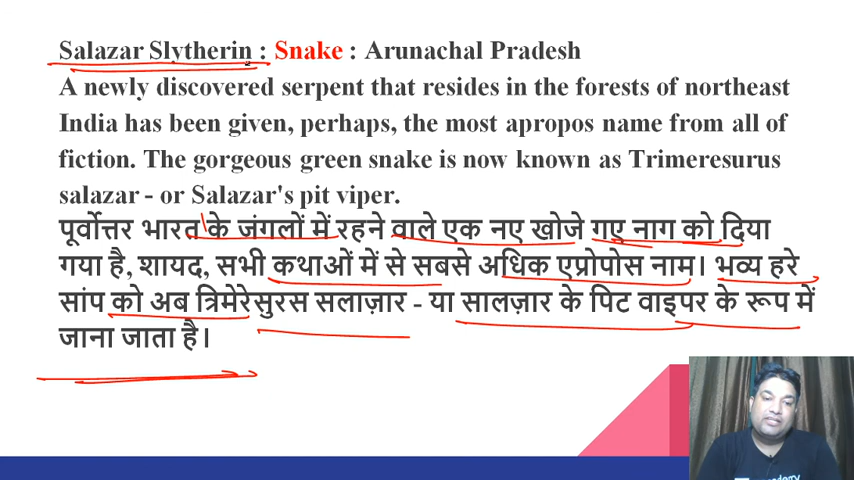 Salazar Slytherin : Snake : Arunachal Pradesh
A newly discovered serpent that resides in the forests of northeast
India has been given, perhaps, the most apropos name from all of
fiction. The gorgeous green snake is now known as Trimeresurus
salazar - or Salazar's pit viper.
पूर्वोत्तर भारत के जंगलों में रहने वाले एक नए खोजे गए नाग को दिया
गया है, शायद, सभी कथाओं में से सबसे अधिक एप्रोपोस नाम। भव्य हरे
सांप को अब त्रिमेरेसुरस सलाज़ार - या सालज़ार के पिट वाइपर के रूप में
जाना जाता है।